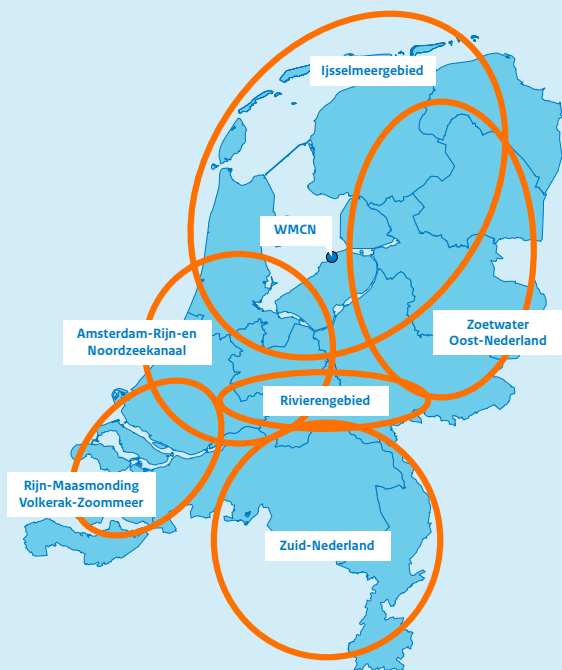 Ijsselmeergebied
WMCN
Zoetwater
Oost-Nederland
Amsterdam-Rijn-en
Noordzeekanaal
Rivierengebied
Rijn-Maasmonding
Volkerak-Zoommeer
Zuid-Nederland